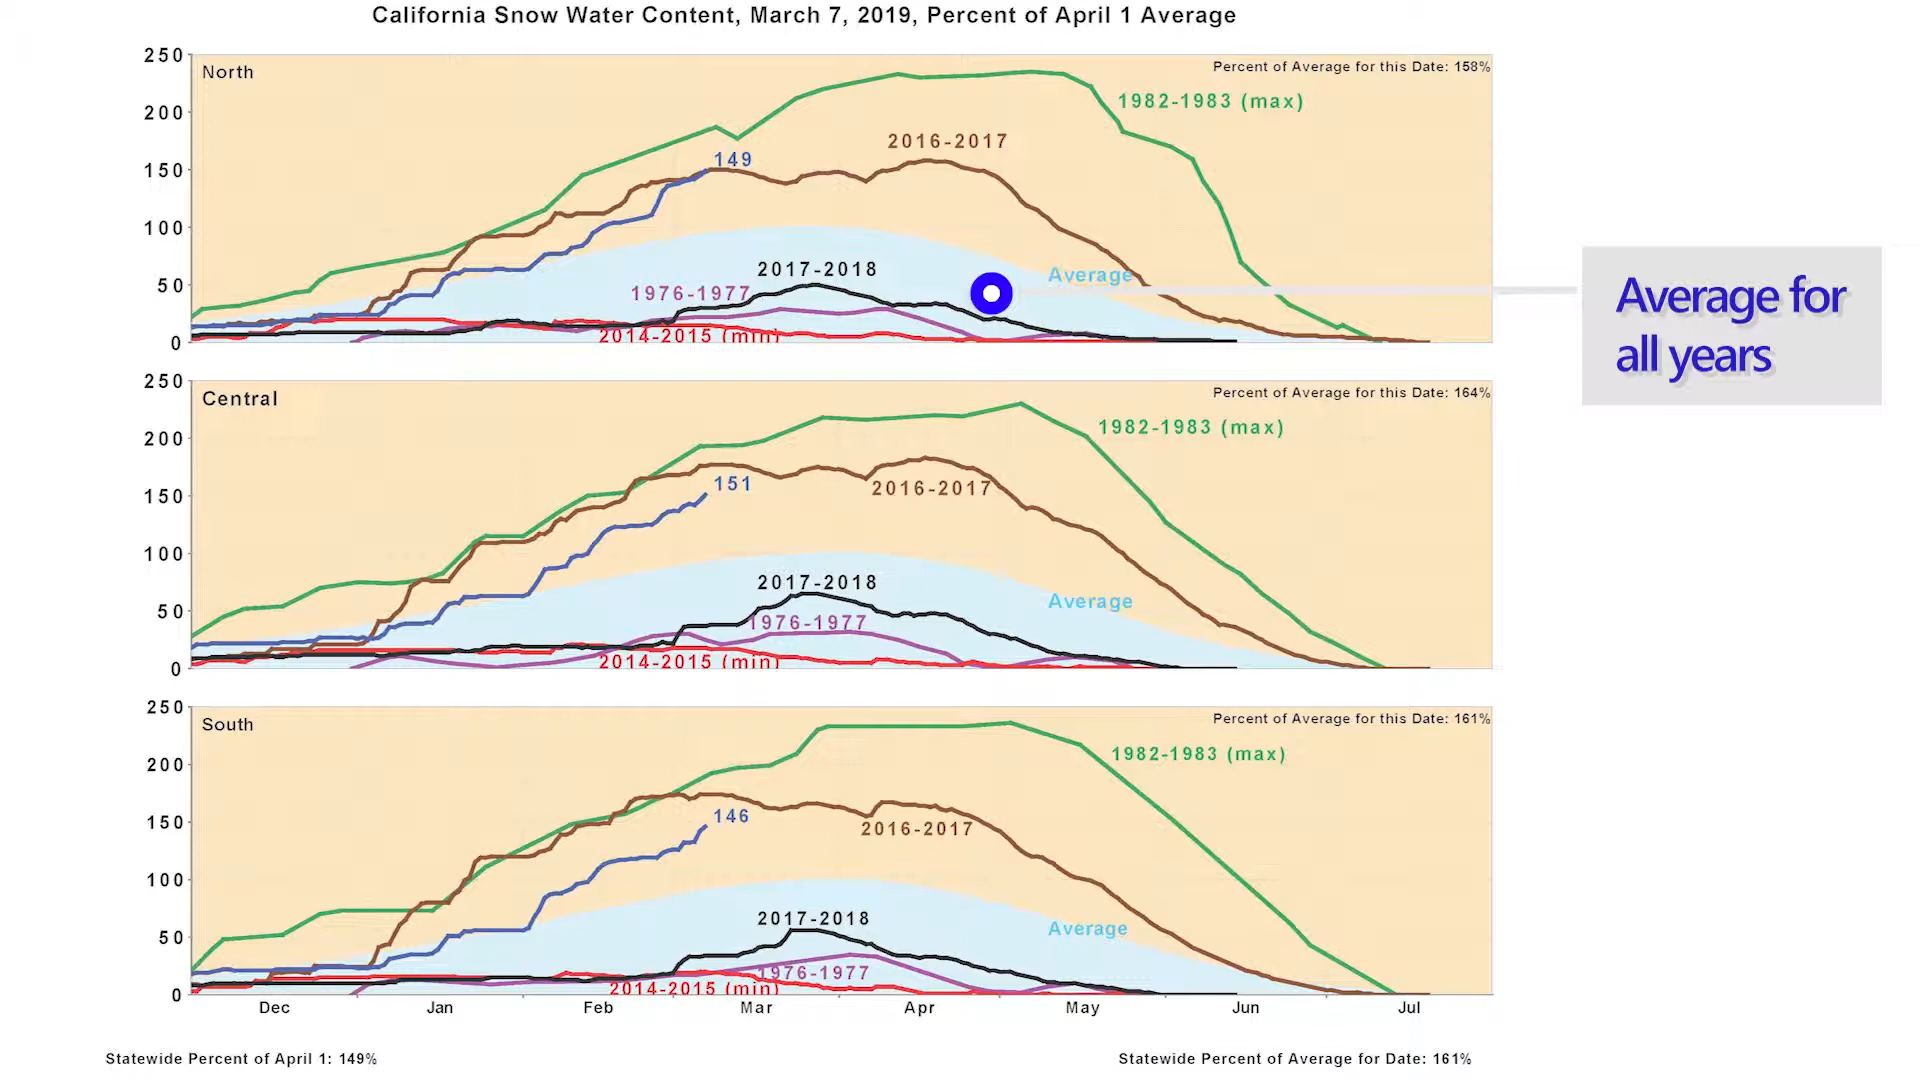 California Snow Water Content, March 7, 2019, Percent of April 1 Average
250
North
Percent of Average for this Date: 158%
1982-1983 (max)
200
2016-2017
150
149
100
Average
2017-2018
50
1976-1977
2014-2015 (min)
0
Average for
all years
250
Central
Percent of Average for this Date: 164%
1982-1983 (max)
200
2016-2017
150
151
100
2017-2018
Average
50
1976-1977
2014-2015 (min)
0
250
South
Percent of Average for this Date: 161%
1982-1983 (max)
200
150
146
2016-2017
100
2017-2018
Average
50
1976-1977
2014-2015 (min)
0
Dec Jan Feb Mar Apr May Jun Jul
Statewide Percent of April 1: 149%
Statewide Percent of Average for Date: 161%